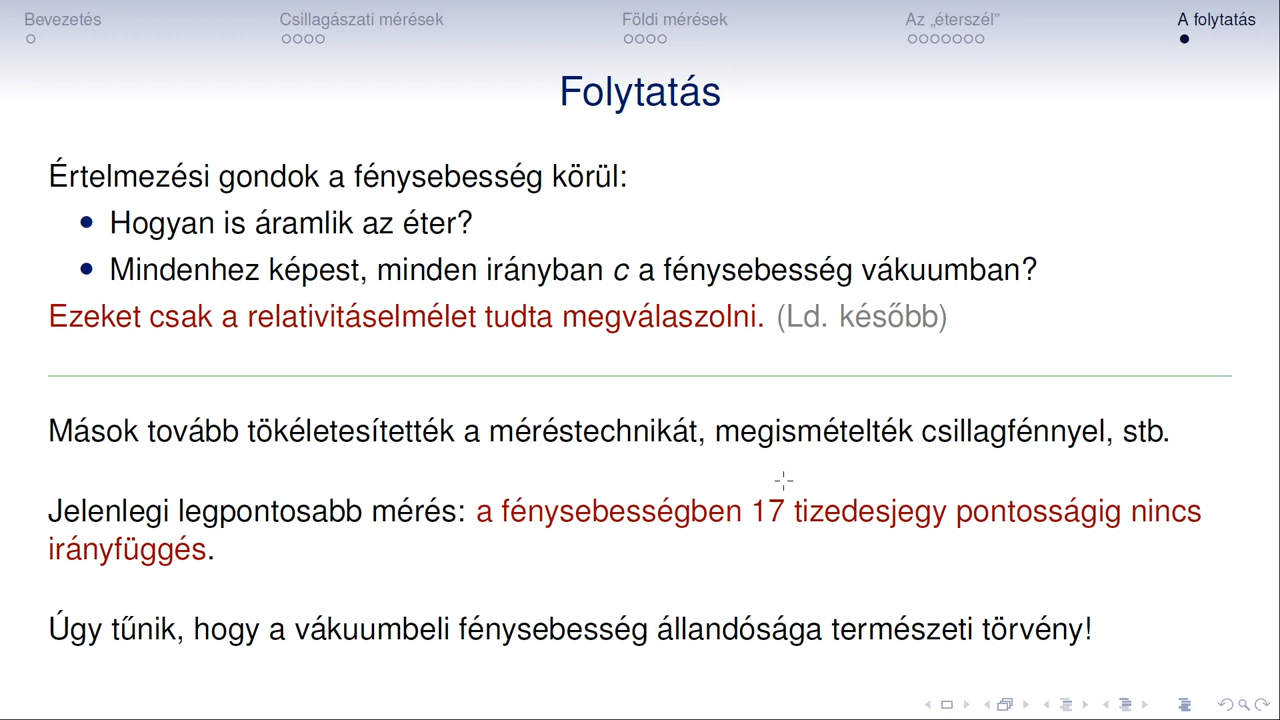 Bevezetés Csillagászati mérések Földi mérések Az „éterszél” A folytatás
Folytatás
Értelmezési gondok a fénysebesség körül:
Hogyan is áramlik az éter?
Mindenhez képest, minden irányban c a fénysebesség vákuumban?
Ezeket csak a relativitáselmélet tudta megválaszolni. (Ld. később)
Mások tovább tökéletesítették a méréstechnikát, megismételték csillagfénnyel, stb.
Jelenlegi legpontosabb mérés: a fénysebességben 17 tizedesjegy pontosságig nincs
irányfüggés.
Úgy tűnik, hogy a vákuumbeli fénysebesség állandósága természeti törvény!